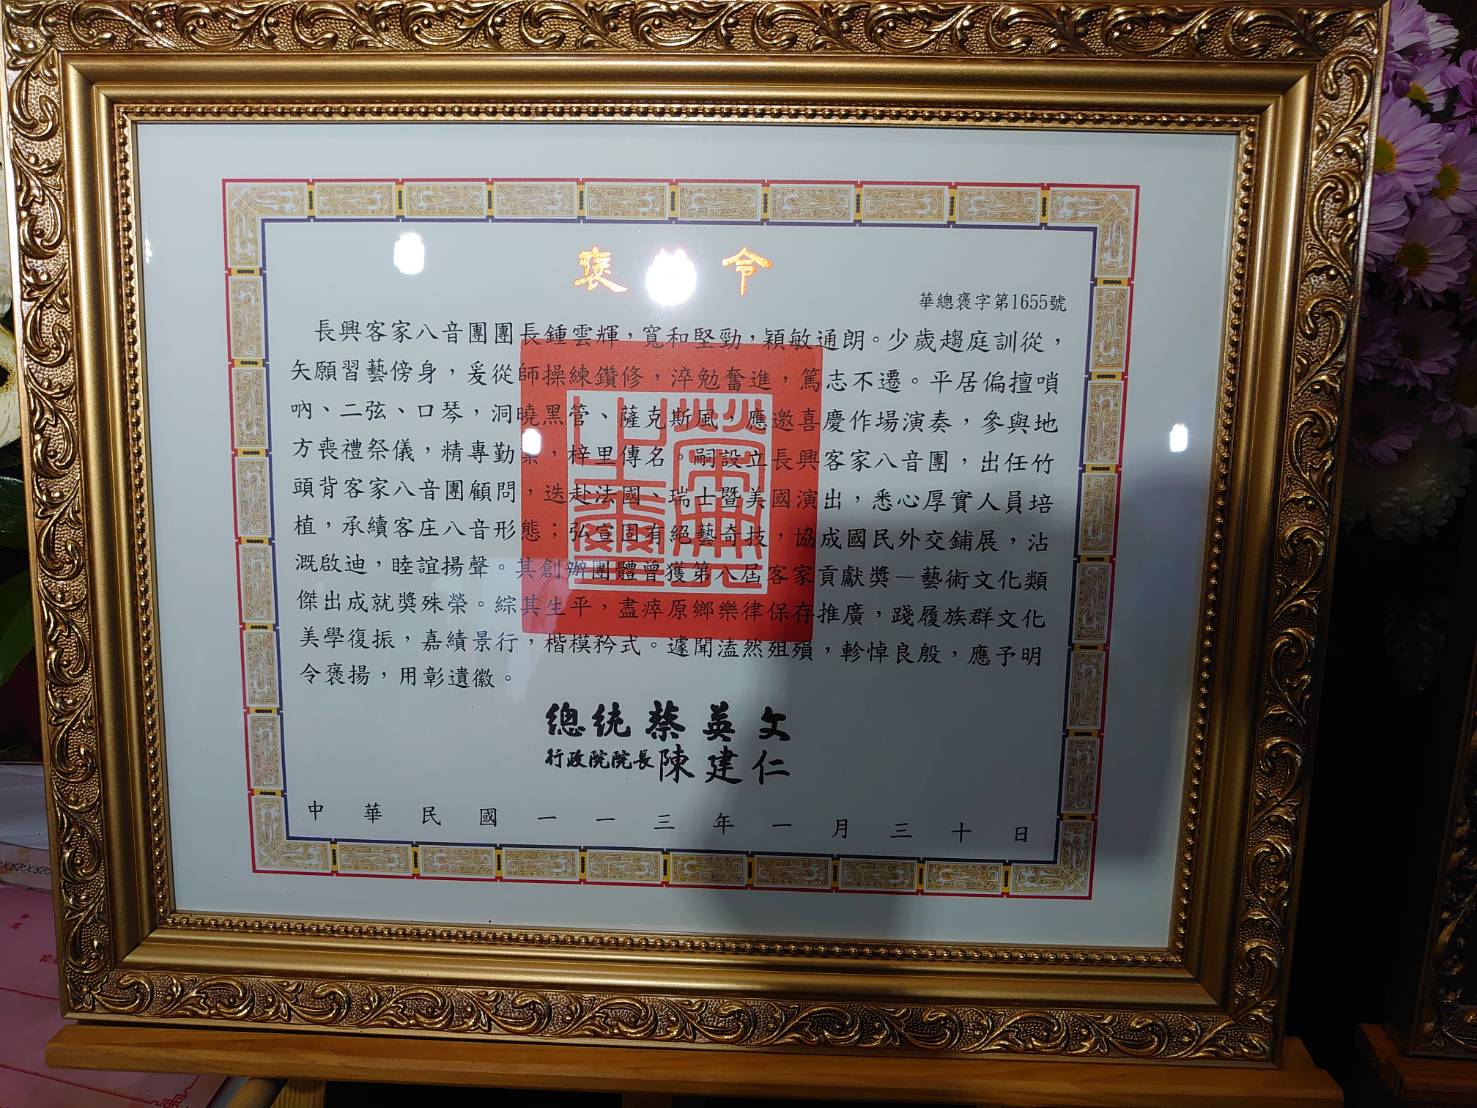 褒 令
華總褒字第1655號
長興客家八音團團長鍾雲輝，寬和堅勁，穎敏通朗。少歲趨庭訓從，
矢願習藝傍身，爰從師操練鑽修，淬勉奮進，篤志不遷。平居偏擅嗩
吶、二弦、口琴，洞曉黑管、薩克斯風，應邀喜慶作場演奏，參與地
方喪禮祭儀，精專勤業，梓里傳名。嗣設立長興客家八音團，出任竹
頭背客家八音團顧問，迭赴法國、瑞士暨美國演出，悉心厚實人員培
植，承續客庄八音形態；弘宣固有絕藝奇技，協成國民外交鋪展，沾
溉啟迪，睦誼揚聲。其創辦團體曾獲第八屆客家貢獻獎－藝術文化類
傑出成就獎殊榮。綜其生平，盡瘁原鄉樂律保存推廣，踐履族群文化
美學復振，嘉績景行，楷模矜式。遽聞溘然殂殞，軫悼良殷，應予明
令褒揚，用彰遺徽。
總統 蔡英文
行政院院長 陳建仁
中華民國一一三年一月三十日